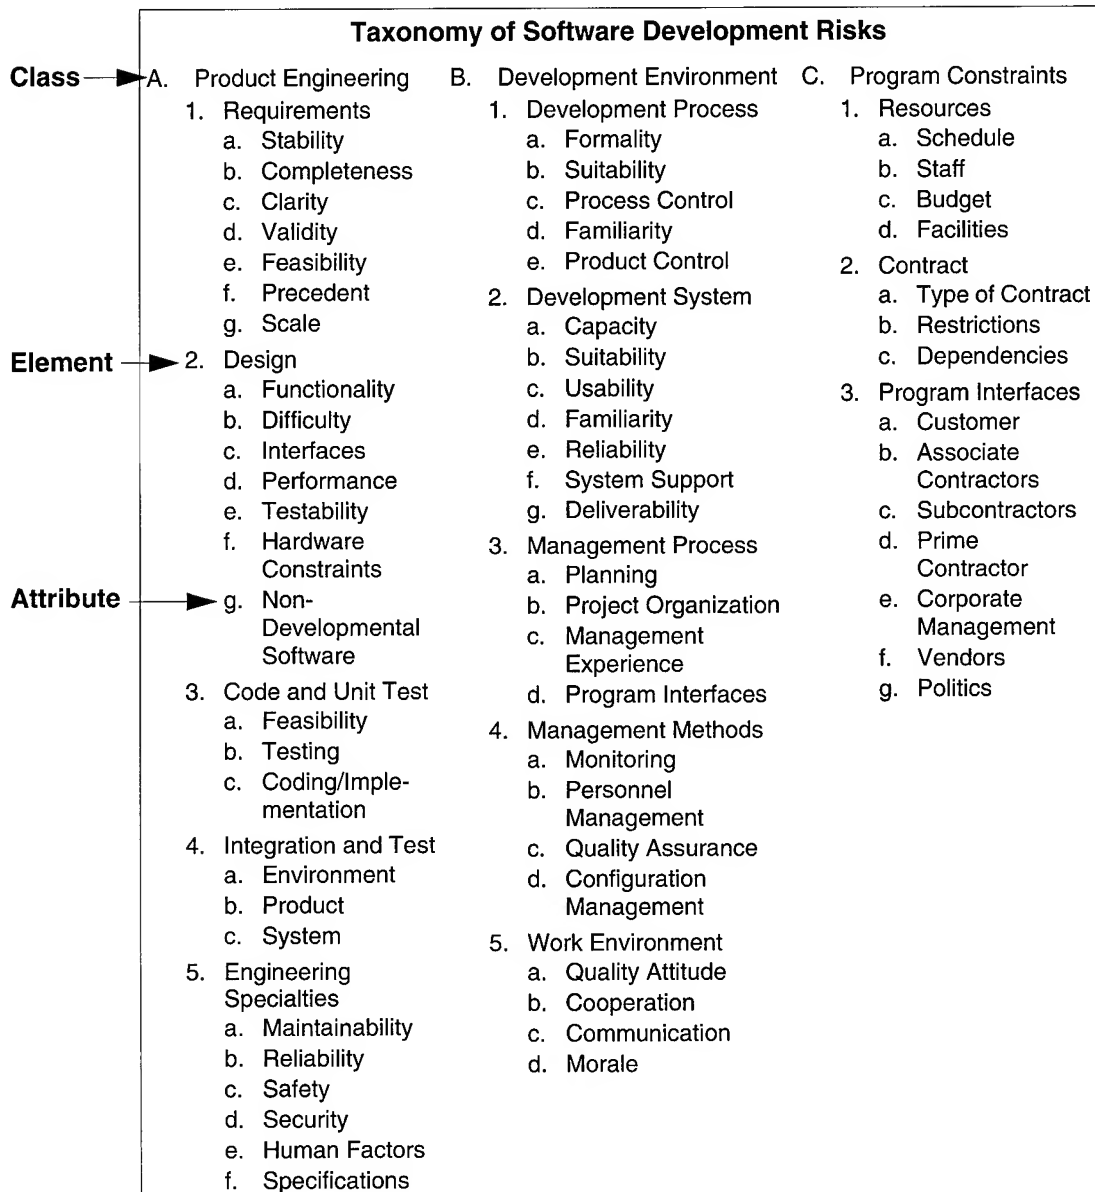 Taxonomy of Software Development Risks
Class
A. Product Engineering
1. Requirements
a. Stability
b. Completeness
c. Clarity
d. Validity
e. Feasibility
f. Precedent
g. Scale
Element
2. Design
a. Functionality
b. Difficulty
c. Interfaces
d. Performance
e. Testability
f. Hardware
Constraints
Attribute
g. Non-
Developmental
Software
3. Code and Unit Test
a. Feasibility
b. Testing
c. Coding/Imple-
mentation
4. Integration and Test
a. Environment
b. Product
c. System
5. Engineering
Specialties
a. Maintainability
b. Reliability
c. Safety
d. Security
e. Human Factors
f. Specifications
B. Development Environment
1. Development Process
a. Formality
b. Suitability
c. Process Control
d. Familiarity
e. Product Control
2. Development System
a. Capacity
b. Suitability
c. Usability
d. Familiarity
e. Reliability
f. System Support
g. Deliverability
3. Management Process
a. Planning
b. Project Organization
c. Management
Experience
d. Program Interfaces
4. Management Methods
a. Monitoring
b. Personnel
Management
c. Quality Assurance
d. Configuration
Management
5. Work Environment
a. Quality Attitude
b. Cooperation
c. Communication
d. Morale
C. Program Constraints
1. Resources
a. Schedule
b. Staff
c. Budget
d. Facilities
2. Contract
a. Type of Contract
b. Restrictions
c. Dependencies
3. Program Interfaces
a. Customer
b. Associate
Contractors
c. Subcontractors
d. Prime
Contractor
e. Corporate
Management
f. Vendors
g. Politics